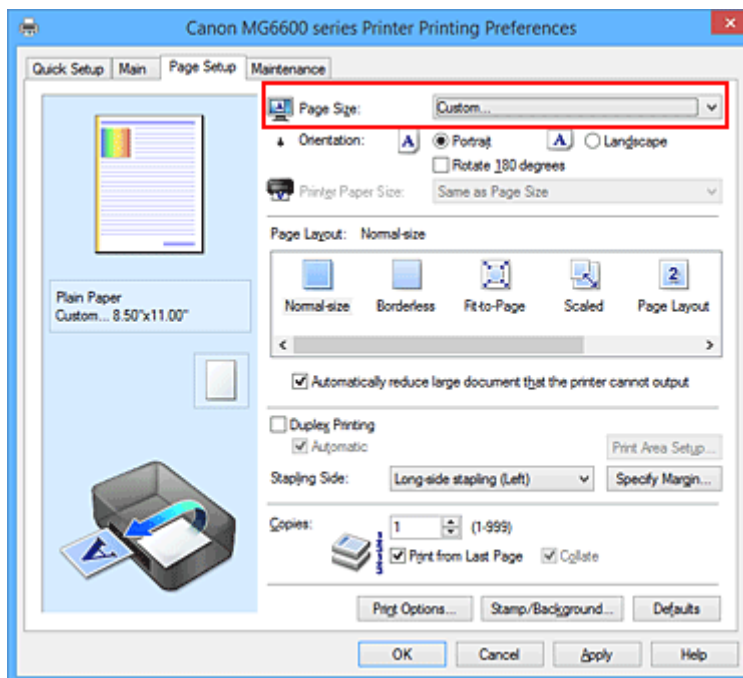 Canon MG6600 series Printer Printing Preferences
Quick Setup Main Page Setup Maintenance
Page Size: Custom...
Orientation: A Portrait A Landscape
Rotate 180 degrees
Printer Paper Size: Same as Page Size
Page Layout: Normal-size
Normal-size Borderless Fit-to-Page Scaled Page Layout
Plain Paper
Custom... 8.50"x11.00"
Automatically reduce large document that the printer cannot output
Duplex Printing
Automatic Print Area Setup...
Stapling Side: Long-side stapling (Left) Specify Margin...
Copies: 1 (1-999)
Print from Last Page Collate
Print Options... Stamp/Background... Defaults
OK Cancel Apply Help